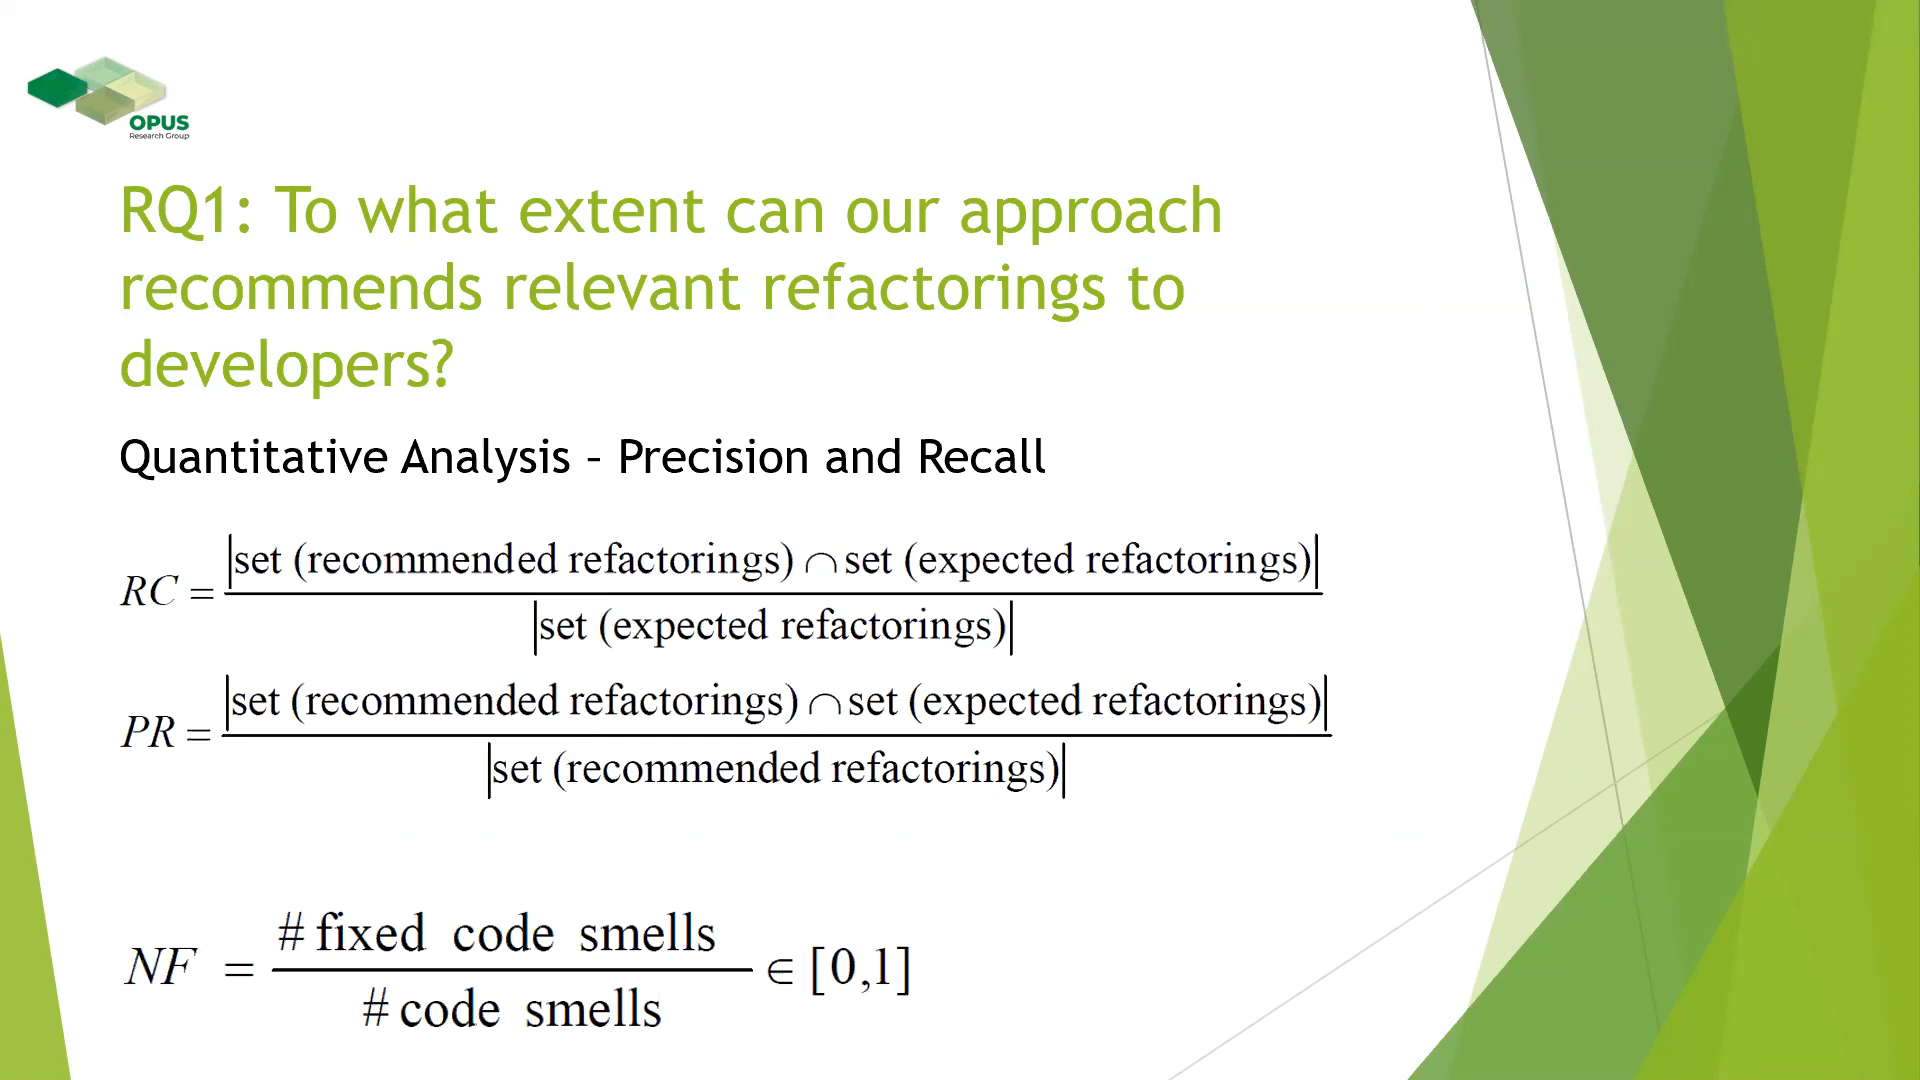 OPUS
Research Group
RQ1: To what extent can our approach
recommends relevant refactorings to
developers?
Quantitative Analysis – Precision and Recall
RC = |set (recommended refactorings) ∩ set (expected refactorings)|
|set (expected refactorings)|
PR = |set (recommended refactorings) ∩ set (expected refactorings)|
|set (recommended refactorings)|
NF = # fixed code smells ∈ [0,1]
# code smells